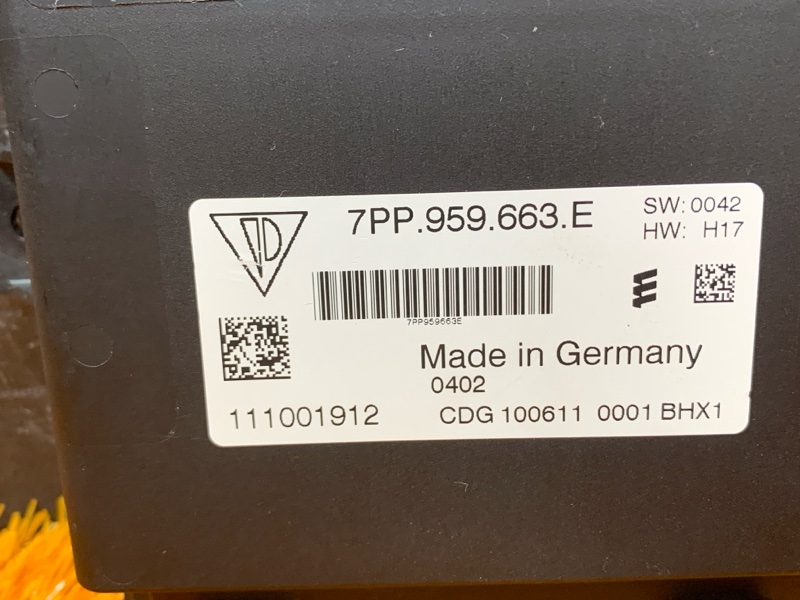 7PP.959.663.E
SW: 0042
HW: H17
7PP959663E
Made in Germany
0402
111001912
CDG 100611 0001 BHX1